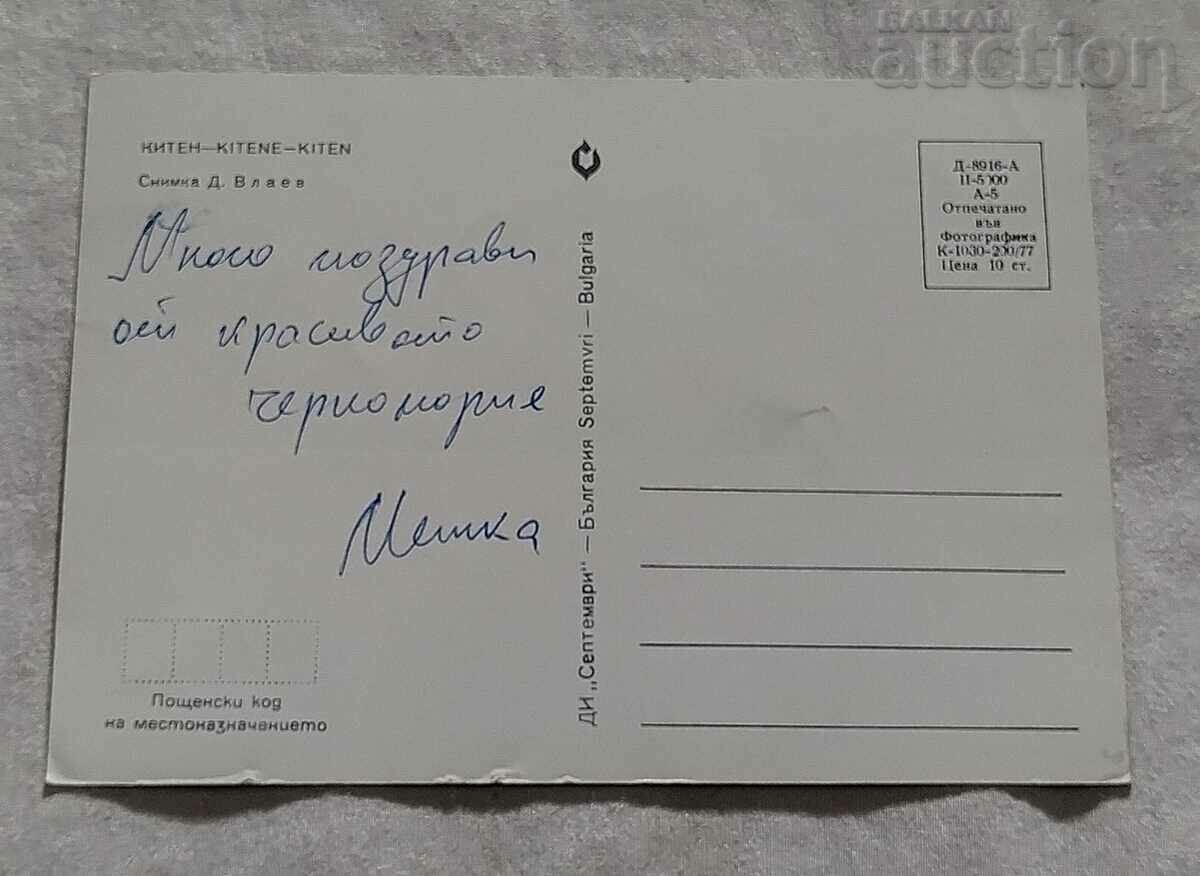 BALKAN
auction
КИТЕН—KITENE—KITEN
Снимка Д. Влаев
Много поздрави
от красивото
черноморие
ДИ „Септември" — България Septemvri — Bulgaria
Д-8916-А
II-5000
А-5
Отпечатано
във
Фотографика
К-1030-200/77
Цена 10 ст.
Пощенски код
на местоназначението